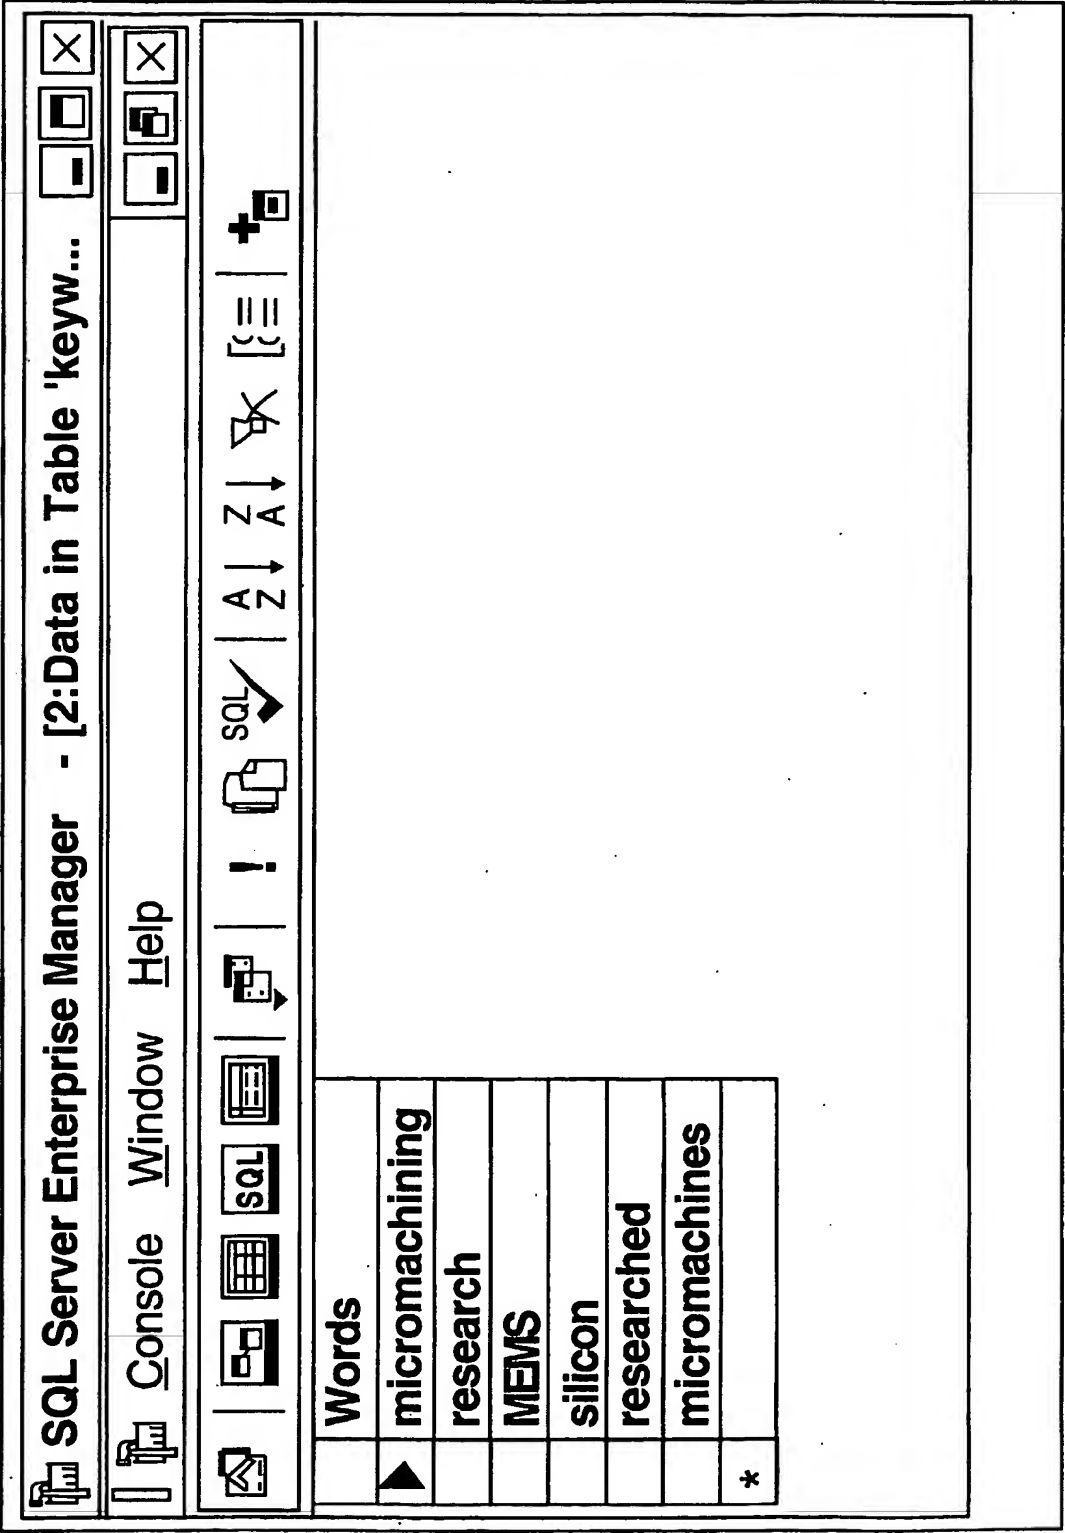 SQL Server Enterprise Manager - [2:Data in Table 'keyw...
Console Window Help
SQL ! SQL A Z Z A
Words
micromachining
research
MEMS
silicon
researched
micromachines
*